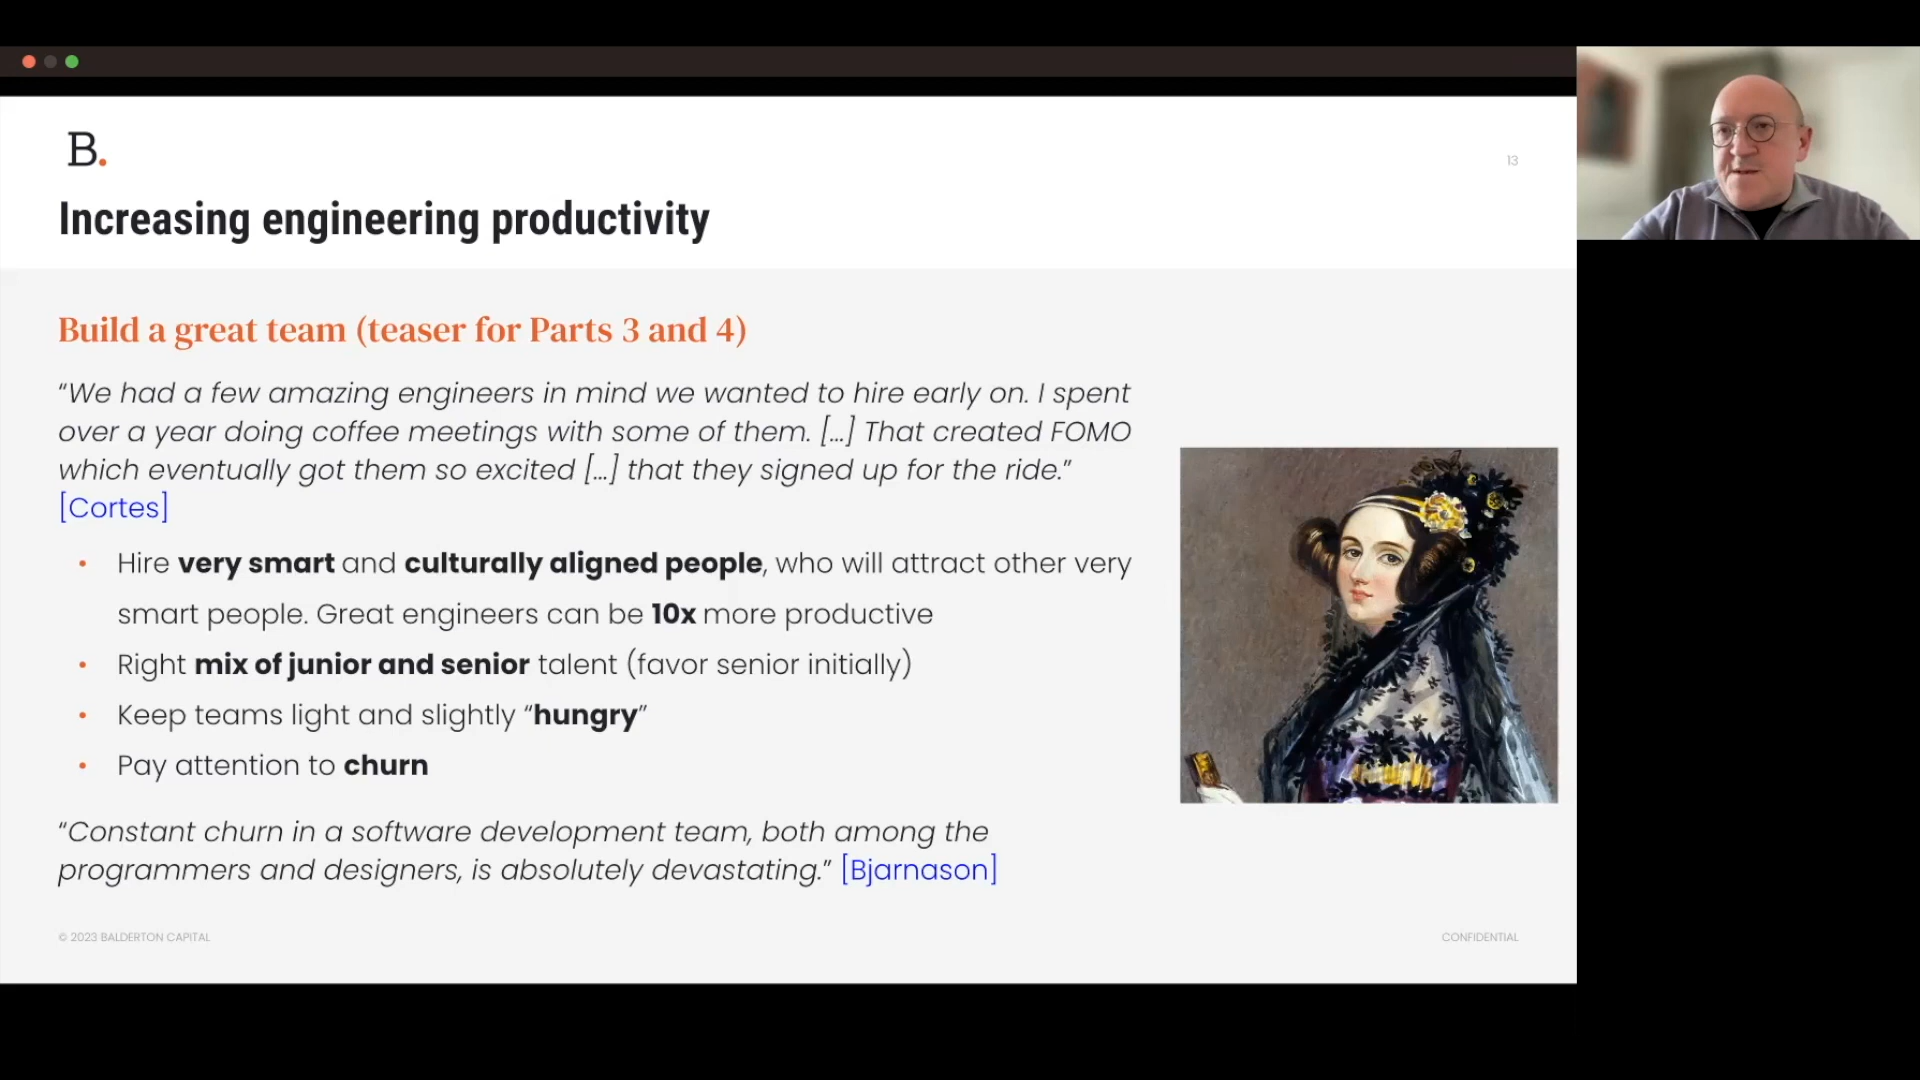 B.
13
Increasing engineering productivity
Build a great team (teaser for Parts 3 and 4)
“We had a few amazing engineers in mind we wanted to hire early on. I spent
over a year doing coffee meetings with some of them. […] That created FOMO
which eventually got them so excited […] that they signed up for the ride.”
[Cortes]
• Hire very smart and culturally aligned people, who will attract other very
smart people. Great engineers can be 10x more productive
• Right mix of junior and senior talent (favor senior initially)
• Keep teams light and slightly “hungry”
• Pay attention to churn
“Constant churn in a software development team, both among the
programmers and designers, is absolutely devastating.” [Bjarnason]
© 2023 BALDERTON CAPITAL
CONFIDENTIAL